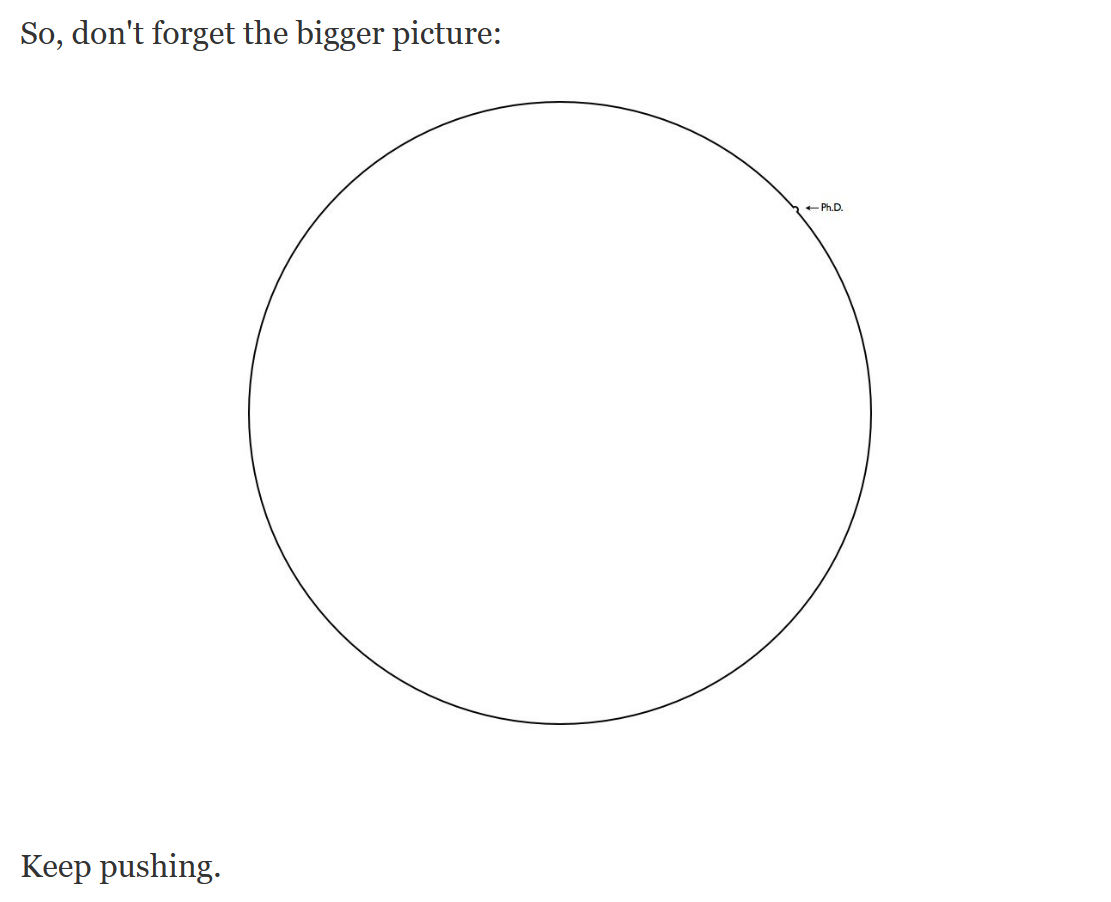 So, don't forget the bigger picture:
Ph.D.
Keep pushing.